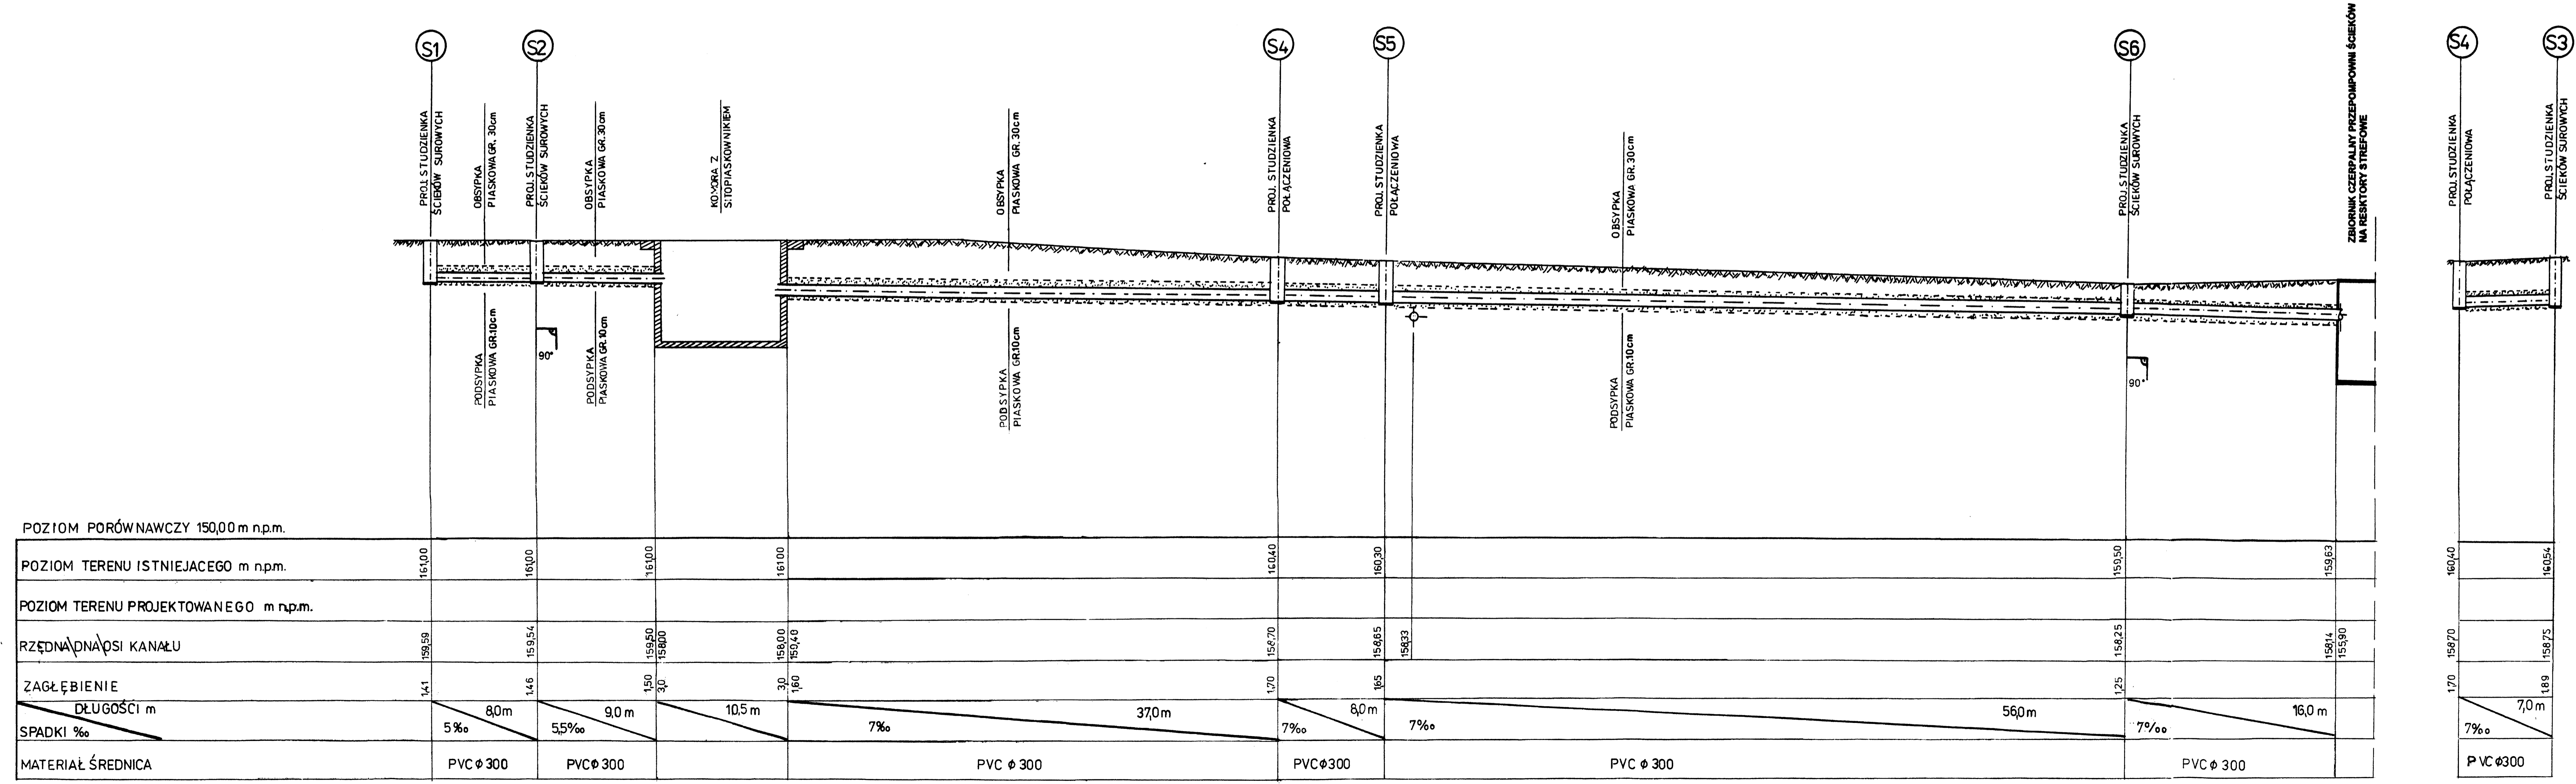 S1
S2
S4
S5
S6
S4
S3
PROJ. STUDZIENKA
ŚCIEKÓW SUROWYCH
OBSYPKA
PIASKOWA GR. 30cm
PROJ. STUDZIENKA
ŚCIEKÓW SUROWYCH
OBSYPKA
PIASKOWA GR.30cm
KOMORA Z
SITOPIASKOWNIKIEM
OBSYPKA
PIASKOWA GR. 30cm
PROJ. STUDZIENKA
POŁĄCZENIOWA
PROJ. STUDZIENKA
POŁĄCZENIOWA
OBSYPKA
PIASKOWA GR.30cm
PROJ. STUDZIENKA
ŚCIEKÓW SUROWYCH
ZBIORNIK CZERPALNY PRZEPOMPOWNI ŚCIEKÓW
NA RESKTORY STREFOWE
PROJ. STUDZIENKA
POŁĄCZENIOWA
PROJ. STUDZIENKA
ŚCIEKÓW SUROWYCH
PODSYPKA
PIASKOWA GR.10cm
90°
PODSYPKA
PIASKOWA GR.10cm
PODSYPKA
PIASKOWA GR.10cm
PODSYPKA
PIASKOWA GR.10cm
90°
POZIOM PORÓWNAWCZY 150,00 m n.p.m.
POZIOM TERENU ISTNIEJACEGO m n.p.m.
161,00 161,00 161,00 161,00 160,40 160,30 159,50 159,63 160,40 160,54
POZIOM TERENU PROJEKTOWANEGO m n.p.m.
RZĘDNA\DNA\OSI KANAŁU
159,59 159,54 159,50 158,00 158,00 159,40 158,70 158,65 158,33 158,25 158,14 155,90 158,70 158,75
ZAGŁĘBIENIE
1,41 1,46 1,50 3,0 3,0 1,60 1,70 1,65 1,25 1,70 1,89
DŁUGOŚCI m
8,0m 9,0 m 10,5 m 37,0m 8,0m 56,0m 16,0 m 7,0 m
SPADKI ‰
5‰ 5,5‰ 7‰ 7‰ 7‰ 7‰ 7‰
MATERIAŁ ŚREDNICA
PVC ϕ 300 PVC ϕ 300 PVC ϕ 300 PVC ϕ 300 PVC ϕ 300 PVC ϕ 300 PVC ϕ 300